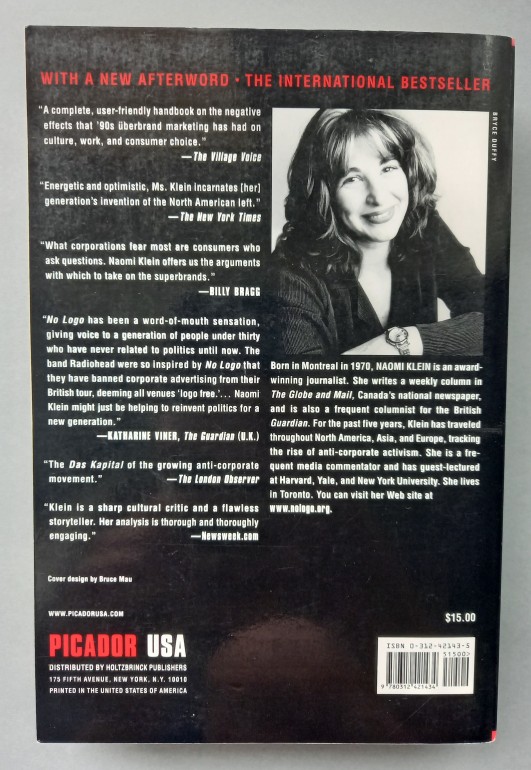 WITH A NEW AFTERWORD • THE INTERNATIONAL BESTSELLER
"A complete, user-friendly handbook on the negative
effects that '90s überbrand marketing has had on
culture, work, and consumer choice."
—The Village Voice
"Energetic and optimistic, Ms. Klein incarnates [her]
generation's invention of the North American left."
—The New York Times
"What corporations fear most are consumers who
ask questions. Naomi Klein offers us the arguments
with which to take on the superbrands."
—BILLY BRAGG
"No Logo has been a word-of-mouth sensation,
giving voice to a generation of people under thirty
who have never related to politics until now. The
band Radiohead were so inspired by No Logo that
they have banned corporate advertising from their
British tour, deeming all venues 'logo free.'... Naomi
Klein might just be helping to reinvent politics for a
new generation."
—KATHARINE VINER, The Guardian (U.K.)
"The Das Kapital of the growing anti-corporate
movement." —The London Observer
"Klein is a sharp cultural critic and a flawless
storyteller. Her analysis is thorough and thoroughly
engaging." —Newsweek.com
Cover design by Bruce Mau
WWW.PICADORUSA.COM
PICADOR USA
DISTRIBUTED BY HOLTZBRINCK PUBLISHERS
175 FIFTH AVENUE, NEW YORK, N.Y. 10010
PRINTED IN THE UNITED STATES OF AMERICA
BRYCE DUFFY
Born in Montreal in 1970, NAOMI KLEIN is an award-
winning journalist. She writes a weekly column in
The Globe and Mail, Canada's national newspaper,
and is also a frequent columnist for the British
Guardian. For the past five years, Klein has traveled
throughout North America, Asia, and Europe, tracking
the rise of anti-corporate activism. She is a fre-
quent media commentator and has guest-lectured
at Harvard, Yale, and New York University. She lives
in Toronto. You can visit her Web site at
www.nologo.org.
$15.00
ISBN 0-312-42143-5
51500>
9 780312 421434